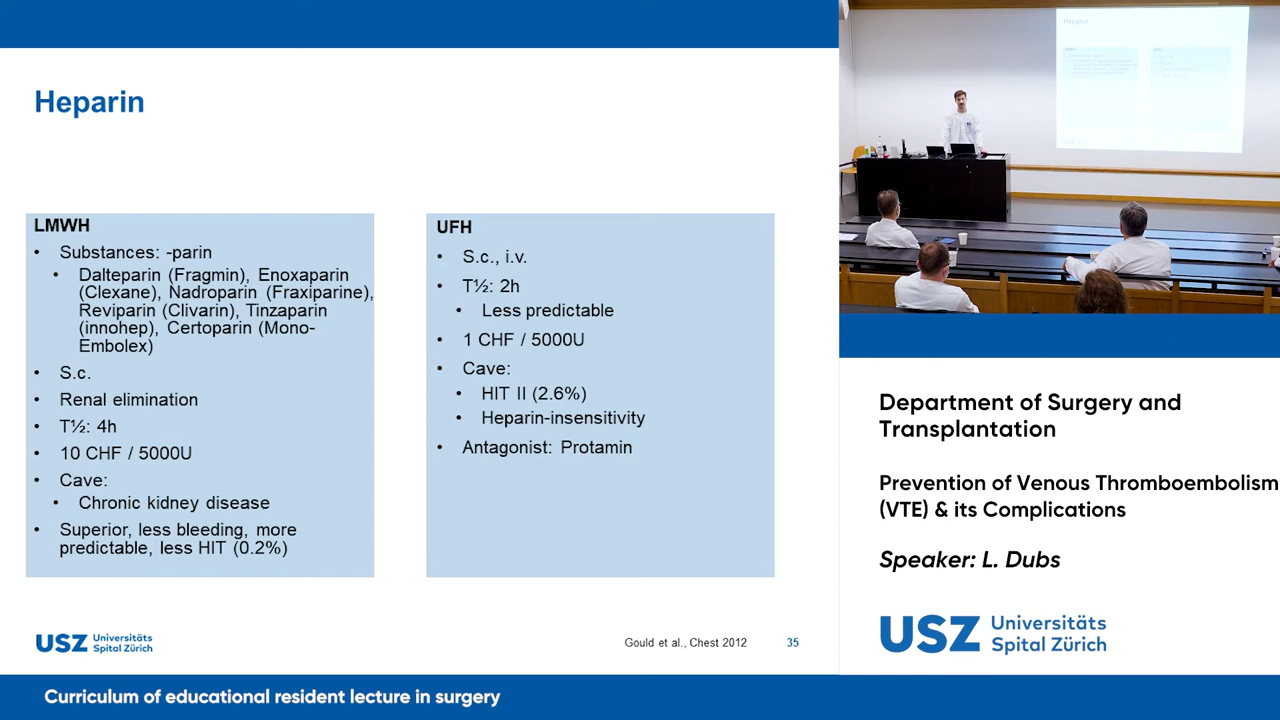 Heparin
LMWH
• Substances: -parin
• Dalteparin (Fragmin), Enoxaparin
(Clexane), Nadroparin (Fraxiparine),
Reviparin (Clivarin), Tinzaparin
(innohep), Certoparin (Mono-
Embolex)
• S.c.
• Renal elimination
• T½: 4h
• 10 CHF / 5000U
• Cave:
• Chronic kidney disease
• Superior, less bleeding, more
predictable, less HIT (0.2%)
UFH
• S.c., i.v.
• T½: 2h
• Less predictable
• 1 CHF / 5000U
• Cave:
• HIT II (2.6%)
• Heparin-insensitivity
• Antagonist: Protamin
USZ Universitäts
Spital Zürich
Gould et al., Chest 2012
35
Curriculum of educational resident lecture in surgery
Heparin
LMWH
UFH
Department of Surgery and
Transplantation
Prevention of Venous Thromboembolism
(VTE) & its Complications
Speaker: L. Dubs
USZ Universitäts
Spital Zürich